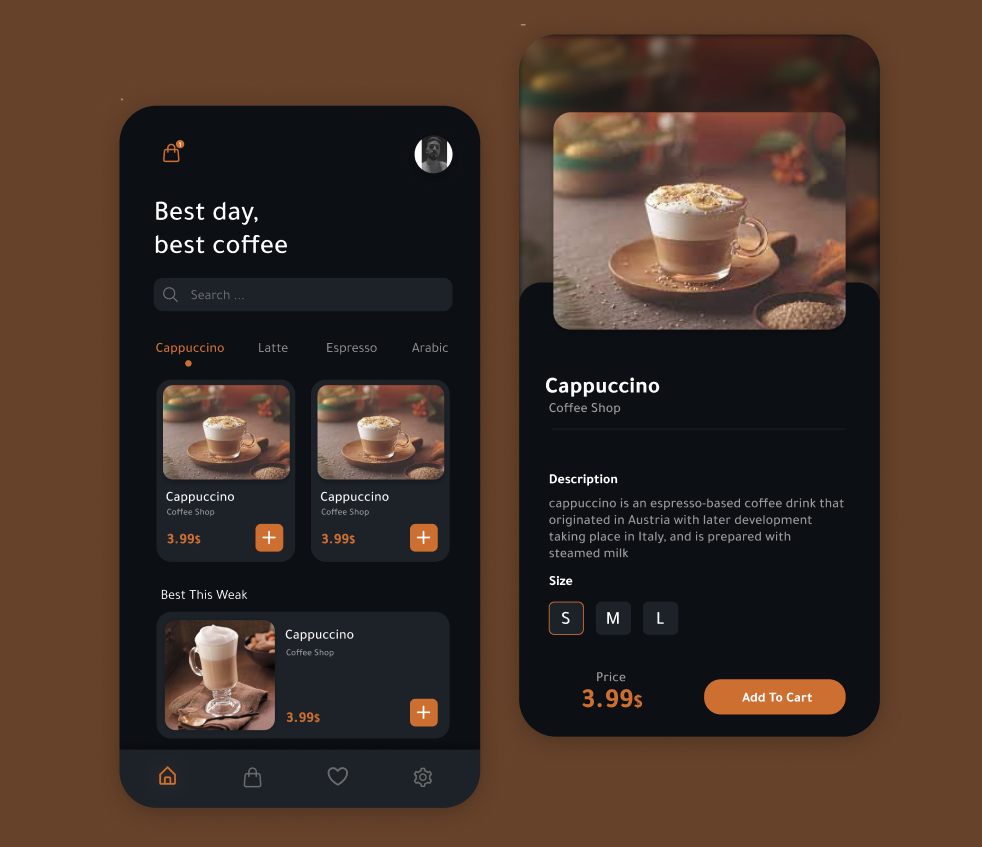 1
Best day,
best coffee
Search ...
Cappuccino Latte Espresso Arabic
Cappuccino
Coffee Shop
3.99$
Cappuccino
Coffee Shop
3.99$
Best This Weak
Cappuccino
Coffee Shop
3.99$
Cappuccino
Coffee Shop
Description
cappuccino is an espresso-based coffee drink that
originated in Austria with later development
taking place in Italy, and is prepared with
steamed milk
Size
S M L
Price
3.99$
Add To Cart